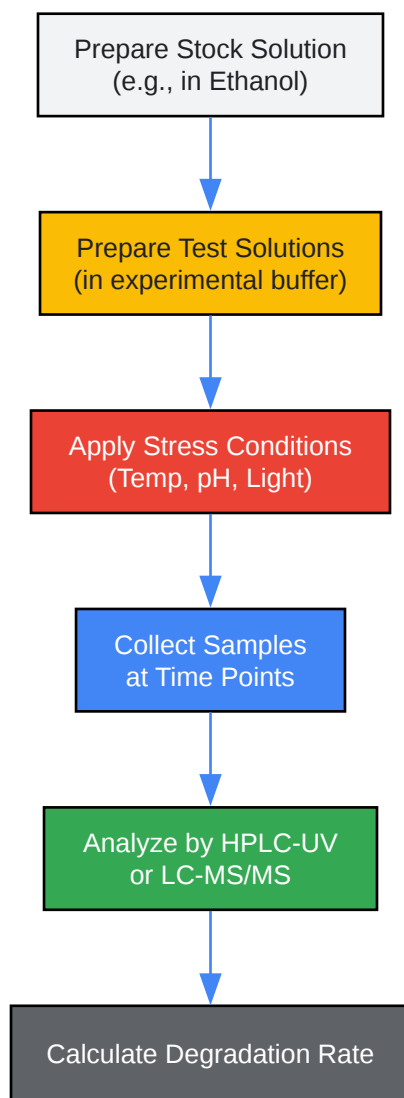 Prepare Stock Solution
(e.g., in Ethanol)
Prepare Test Solutions
(in experimental buffer)
Apply Stress Conditions
(Temp, pH, Light)
Collect Samples
at Time Points
Analyze by HPLC-UV
or LC-MS/MS
Calculate Degradation Rate